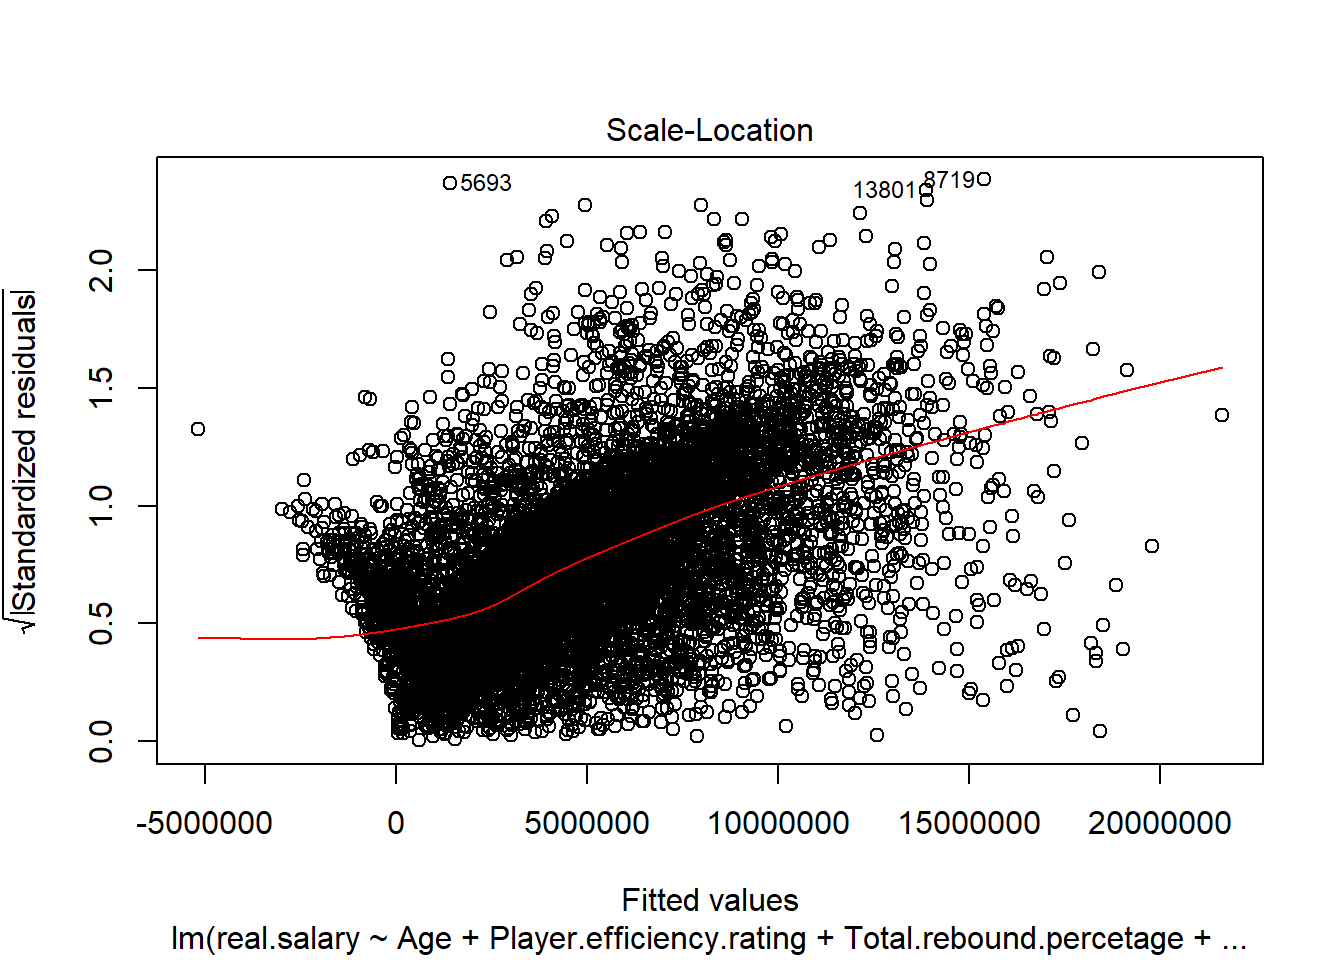 Scale-Location
5693
8719
13801
√|Standardized residuals|
2.0
1.5
1.0
0.5
0.0
-5000000 0 5000000 10000000 15000000 20000000
Fitted values
lm(real.salary ~ Age + Player.efficiency.rating + Total.rebound.percetage + ...